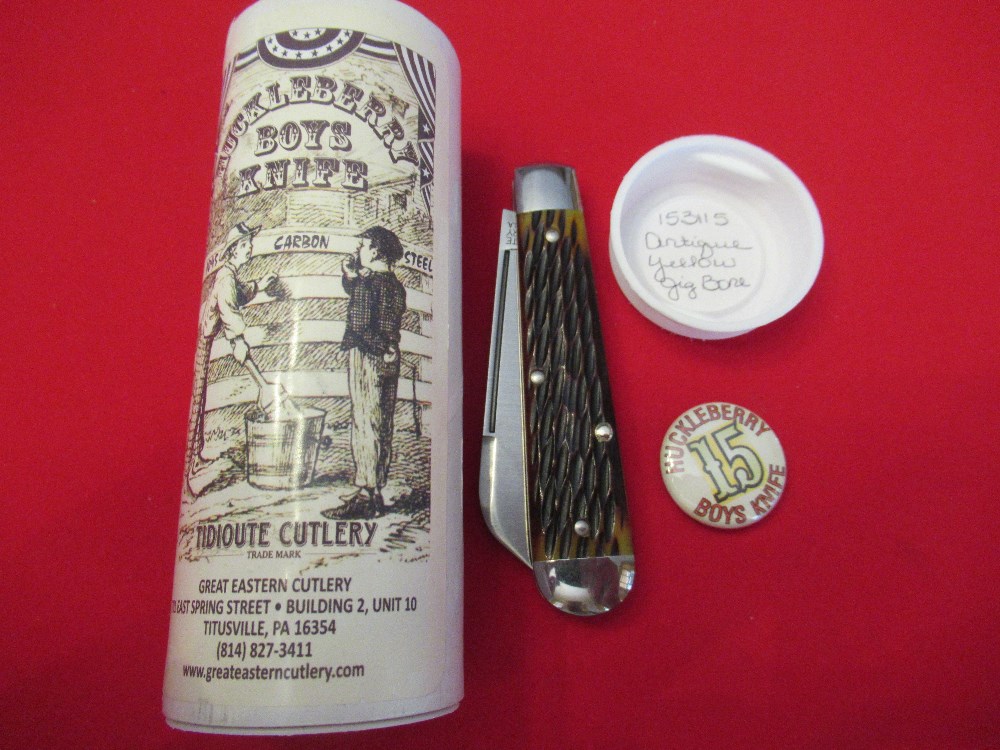 HUCKLEBERRY
BOYS
KNIFE
CARBON
STEEL
TIDIOUTE CUTLERY
TRADE MARK
GREAT EASTERN CUTLERY
EAST SPRING STREET • BUILDING 2, UNIT 10
TITUSVILLE, PA 16354
(814) 827-3411
www.greateasterncutlery.com
153115
Antique
Yellow
Jig Bone
HUCKLEBERRY
15
BOYS KNIFE